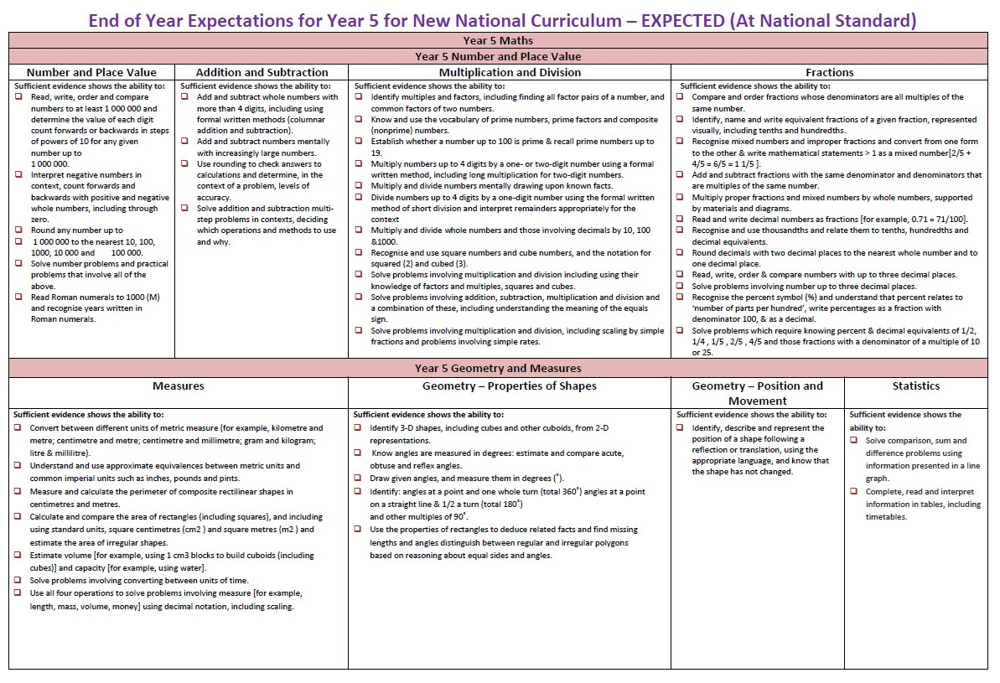 End of Year Expectations for Year 5 for New National Curriculum – EXPECTED (At National Standard)
Year 5 Maths
Year 5 Number and Place Value
Number and Place Value
Sufficient evidence shows the ability to:
Read, write, order and compare
numbers to at least 1 000 000 and
determine the value of each digit
count forwards or backwards in steps
of powers of 10 for any given
number up to
1 000 000.
Interpret negative numbers in
context, count forwards and
backwards with positive and negative
whole numbers, including through
zero.
Round any number up to
1 000 000 to the nearest 10, 100,
1000, 10 000 and 100 000.
Solve number problems and practical
problems that involve all of the
above.
Read Roman numerals to 1000 (M)
and recognise years written in
Roman numerals.
Addition and Subtraction
Sufficient evidence shows the ability to:
Add and subtract whole numbers with
more than 4 digits, including using
formal written methods (columnar
addition and subtraction).
Add and subtract numbers mentally
with increasingly large numbers.
Use rounding to check answers to
calculations and determine, in the
context of a problem, levels of
accuracy.
Solve addition and subtraction multi-
step problems in contexts, deciding
which operations and methods to use
and why.
Multiplication and Division
Sufficient evidence shows the ability to:
Identify multiples and factors, including finding all factor pairs of a number, and
common factors of two numbers.
Know and use the vocabulary of prime numbers, prime factors and composite
(nonprime) numbers.
Establish whether a number up to 100 is prime & recall prime numbers up to
19.
Multiply numbers up to 4 digits by a one- or two-digit number using a formal
written method, including long multiplication for two-digit numbers.
Multiply and divide numbers mentally drawing upon known facts.
Divide numbers up to 4 digits by a one-digit number using the formal written
method of short division and interpret remainders appropriately for the
context
Multiply and divide whole numbers and those involving decimals by 10, 100
&1000.
Recognise and use square numbers and cube numbers, and the notation for
squared (2) and cubed (3).
Solve problems involving multiplication and division including using their
knowledge of factors and multiples, squares and cubes.
Solve problems involving addition, subtraction, multiplication and division and
a combination of these, including understanding the meaning of the equals
sign.
Solve problems involving multiplication and division, including scaling by simple
fractions and problems involving simple rates.
Fractions
Sufficient evidence shows the ability to:
Compare and order fractions whose denominators are all multiples of the
same number.
Identify, name and write equivalent fractions of a given fraction, represented
visually, including tenths and hundredths.
Recognise mixed numbers and improper fractions and convert from one form
to the other & write mathematical statements > 1 as a mixed number[2/5 +
4/5 = 6/5 = 1 1/5 ].
Add and subtract fractions with the same denominator and denominators that
are multiples of the same number.
Multiply proper fractions and mixed numbers by whole numbers, supported
by materials and diagrams.
Read and write decimal numbers as fractions [for example, 0.71 = 71/100].
Recognise and use thousandths and relate them to tenths, hundredths and
decimal equivalents.
Round decimals with two decimal places to the nearest whole number and to
one decimal place.
Read, write, order & compare numbers with up to three decimal places.
Solve problems involving number up to three decimal places.
Recognise the percent symbol (%) and understand that percent relates to
‘number of parts per hundred’, write percentages as a fraction with
denominator 100, & as a decimal.
Solve problems which require knowing percent & decimal equivalents of 1/2,
1/4 , 1/5 , 2/5 , 4/5 and those fractions with a denominator of a multiple of 10
or 25.
Year 5 Geometry and Measures
Measures
Sufficient evidence shows the ability to:
Convert between different units of metric measure (for example, kilometre and
metre; centimetre and metre; centimetre and millimetre; gram and kilogram;
litre & millilitre).
Understand and use approximate equivalences between metric units and
common imperial units such as inches, pounds and pints.
Measure and calculate the perimeter of composite rectilinear shapes in
centimetres and metres.
Calculate and compare the area of rectangles (including squares), and including
using standard units, square centimetres (cm2 ) and square metres (m2 ) and
estimate the area of irregular shapes.
Estimate volume [for example, using 1 cm3 blocks to build cuboids (including
cubes)] and capacity [for example, using water].
Solve problems involving converting between units of time.
Use all four operations to solve problems involving measure [for example,
length, mass, volume, money] using decimal notation, including scaling.
Geometry – Properties of Shapes
Sufficient evidence shows the ability to:
Identify 3-D shapes, including cubes and other cuboids, from 2-D
representations.
Know angles are measured in degrees: estimate and compare acute,
obtuse and reflex angles.
Draw given angles, and measure them in degrees (˚).
Identify: angles at a point and one whole turn (total 360˚) angles at a point
on a straight line & 1/2 a turn (total 180˚)
and other multiples of 90˚.
Use the properties of rectangles to deduce related facts and find missing
lengths and angles distinguish between regular and irregular polygons
based on reasoning about equal sides and angles.
Geometry – Position and
Movement
Sufficient evidence shows the ability to:
Identify, describe and represent the
position of a shape following a
reflection or translation, using the
appropriate language, and know that
the shape has not changed.
Statistics
Sufficient evidence shows the
ability to:
Solve comparison, sum and
difference problems using
information presented in a line
graph.
Complete, read and interpret
information in tables, including
timetables.